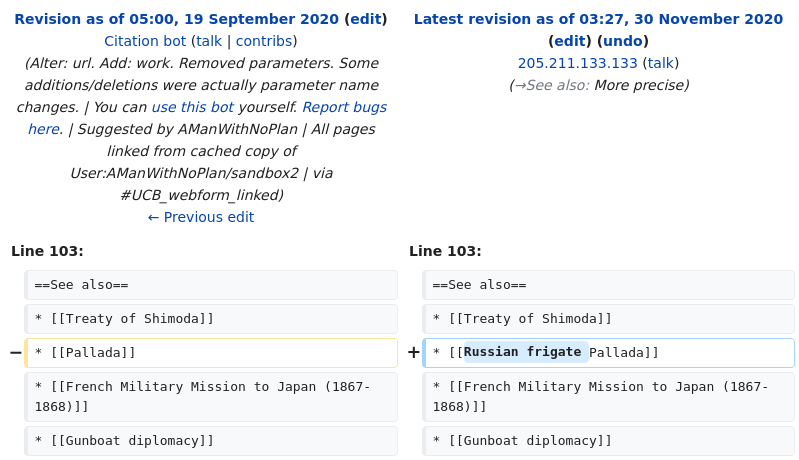 Revision as of 05:00, 19 September 2020 (edit)
Citation bot (talk | contribs)
(Alter: url. Add: work. Removed parameters. Some
additions/deletions were actually parameter name
changes. | You can use this bot yourself. Report bugs
here. | Suggested by AManWithNoPlan | All pages
linked from cached copy of
User:AManWithNoPlan/sandbox2 | via
#UCB_webform_linked)
← Previous edit
Latest revision as of 03:27, 30 November 2020
(edit) (undo)
205.211.133.133 (talk)
(→See also: More precise)
Line 103:
==See also==
* [[Treaty of Shimoda]]
− * [[Pallada]]
* [[French Military Mission to Japan (1867-
1868)]]
* [[Gunboat diplomacy]]
Line 103:
==See also==
* [[Treaty of Shimoda]]
+ * [[Russian frigate Pallada]]
* [[French Military Mission to Japan (1867-
1868)]]
* [[Gunboat diplomacy]]